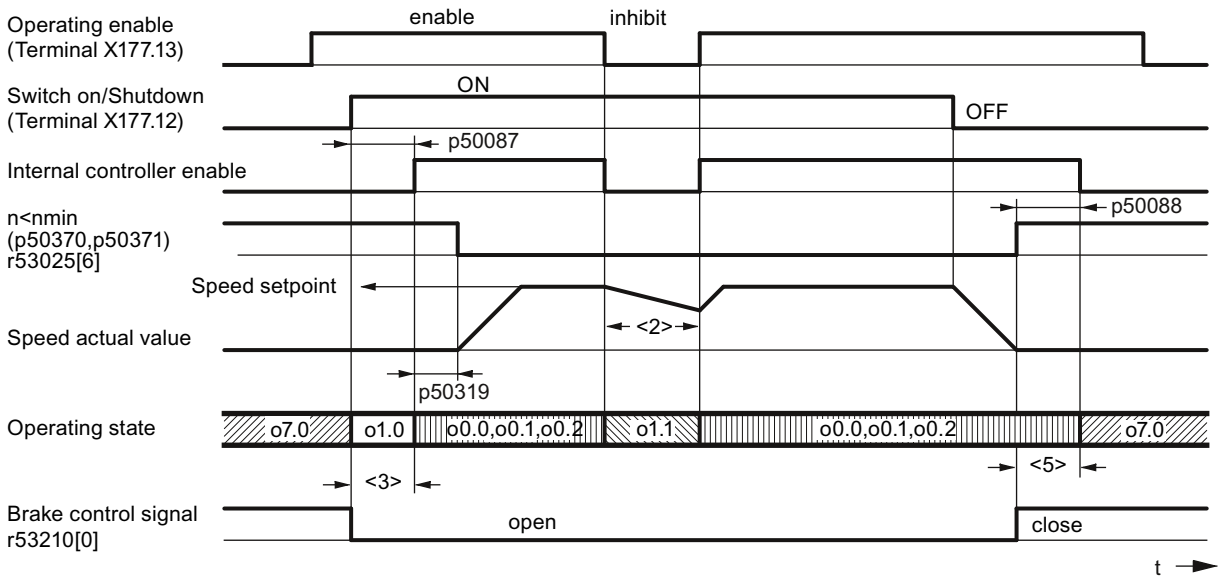 enable inhibit
Operating enable
(Terminal X177.13)
ON
Switch on/Shutdown
(Terminal X177.12)
OFF
p50087
Internal controller enable
p50088
n<nmin
(p50370,p50371)
r53025[6]
Speed setpoint
<2>
Speed actual value
p50319
Operating state o7.0 o1.0 o0.0,o0.1,o0.2 o1.1 o0.0,o0.1,o0.2 o7.0
<3> <5>
Brake control signal
r53210[0]
open close
t